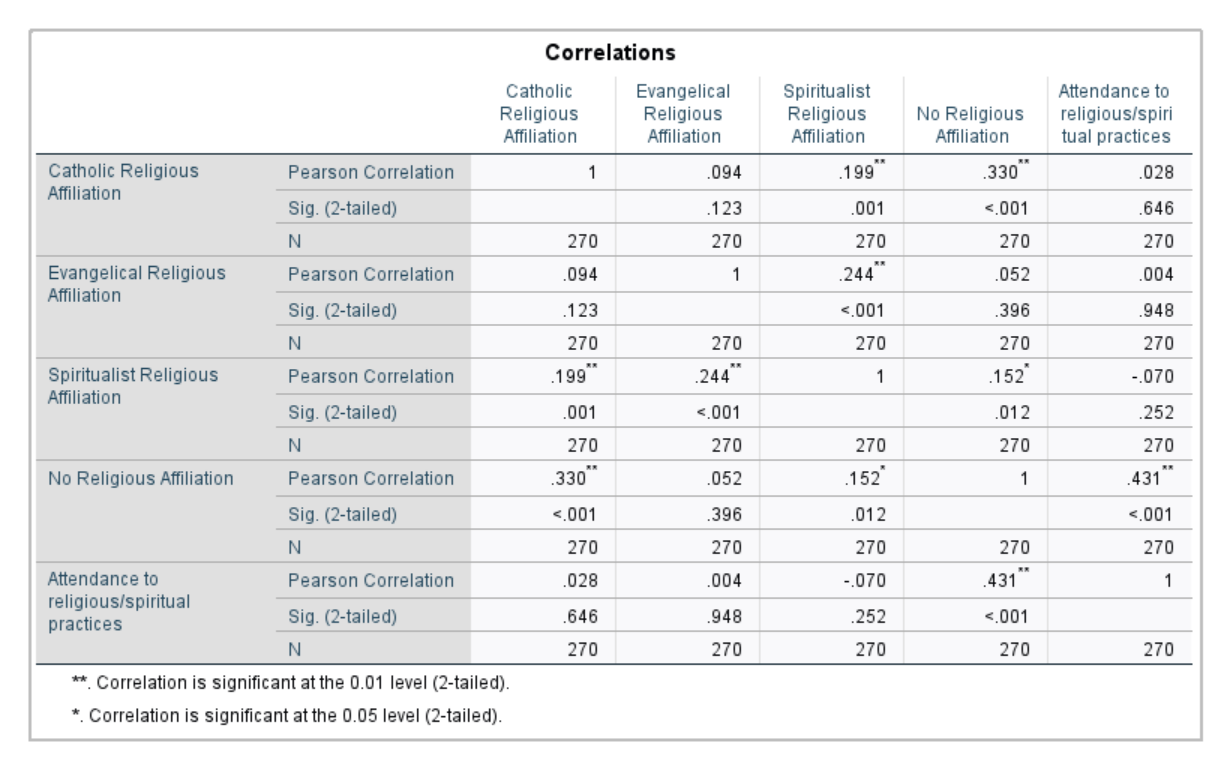 Correlations
Catholic Religious Affiliation Evangelical Religious Affiliation Spiritualist Religious Affiliation No Religious Affiliation Attendance to religious/spiri tual practices
Catholic Religious Affiliation Pearson Correlation 1 .094 .199** .330** .028
Sig. (2-tailed) .123 .001 <.001 .646
N 270 270 270 270 270
Evangelical Religious Affiliation Pearson Correlation .094 1 .244** .052 .004
Sig. (2-tailed) .123 <.001 .396 .948
N 270 270 270 270 270
Spiritualist Religious Affiliation Pearson Correlation .199** .244** 1 .152* -.070
Sig. (2-tailed) .001 <.001 .012 .252
N 270 270 270 270 270
No Religious Affiliation Pearson Correlation .330** .052 .152* 1 .431**
Sig. (2-tailed) <.001 .396 .012 <.001
N 270 270 270 270 270
Attendance to religious/spiritual practices Pearson Correlation .028 .004 -.070 .431** 1
Sig. (2-tailed) .646 .948 .252 <.001
N 270 270 270 270 270
**. Correlation is significant at the 0.01 level (2-tailed).
*. Correlation is significant at the 0.05 level (2-tailed).